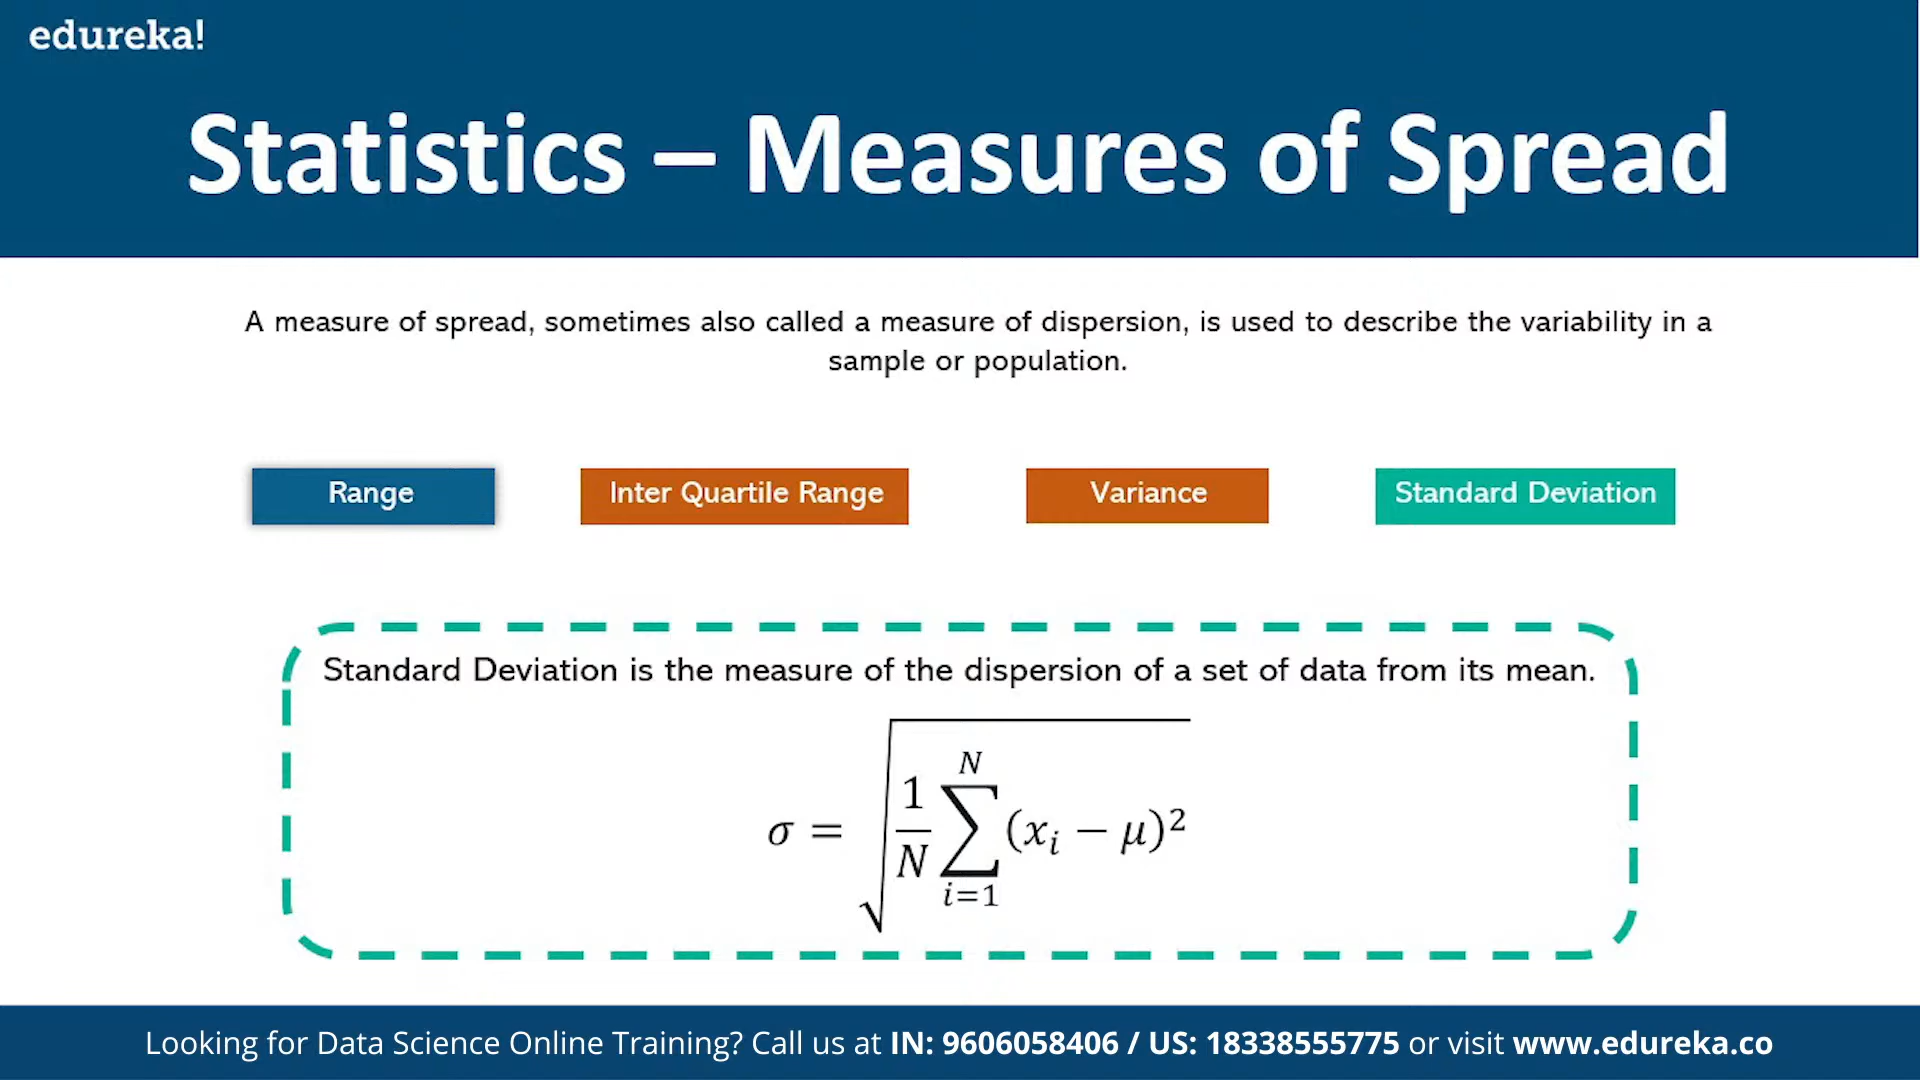 edureka!
Statistics – Measures of Spread
A measure of spread, sometimes also called a measure of dispersion, is used to describe the variability in a
sample or population.
Range
Inter Quartile Range
Variance
Standard Deviation
Standard Deviation is the measure of the dispersion of a set of data from its mean.
σ = √(1/N ∑_{i=1}^{N} (x_i − μ)²)
Looking for Data Science Online Training? Call us at IN: 9606058406 / US: 18338555775 or visit www.edureka.co